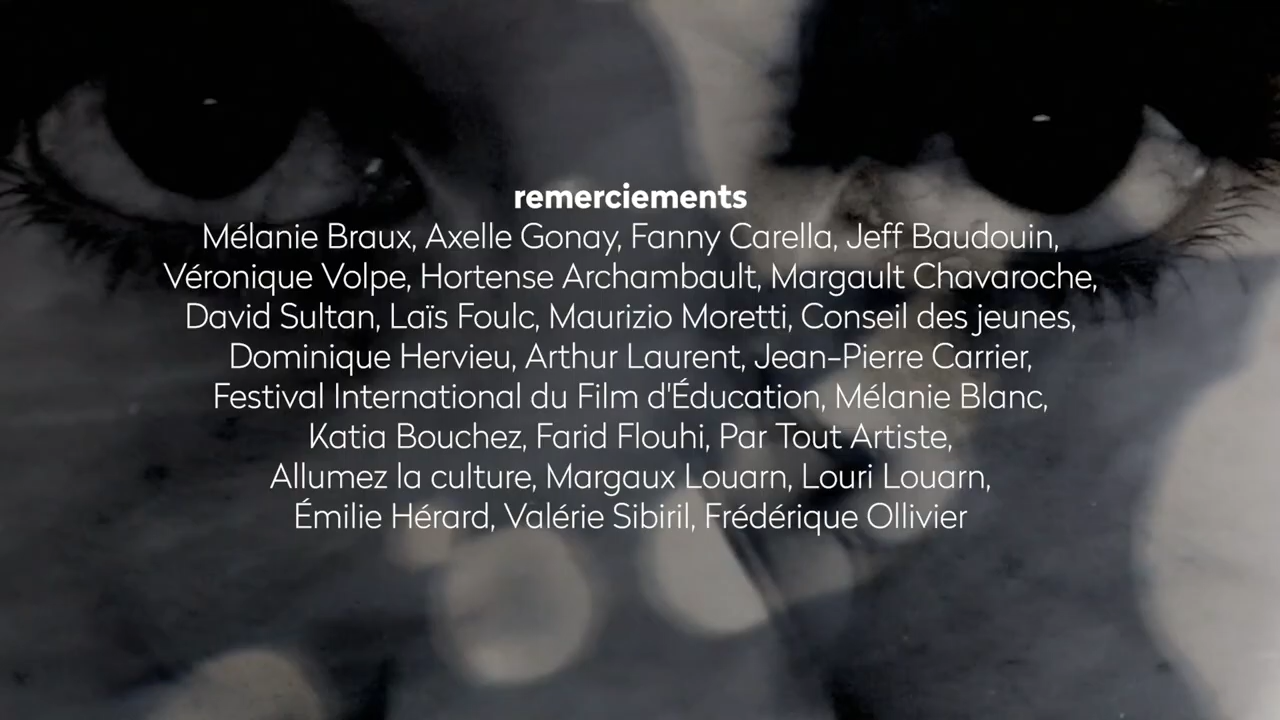 remerciements
Mélanie Braux, Axelle Gonay, Fanny Carella, Jeff Baudouin,
Véronique Volpe, Hortense Archambault, Margault Chavaroche,
David Sultan, Laïs Foulc, Maurizio Moretti, Conseil des jeunes,
Dominique Hervieu, Arthur Laurent, Jean-Pierre Carrier,
Festival International du Film d'Éducation, Mélanie Blanc,
Katia Bouchez, Farid Flouhi, Par Tout Artiste,
Allumez la culture, Margaux Louarn, Louri Louarn,
Émilie Hérard, Valérie Sibiril, Frédérique Ollivier